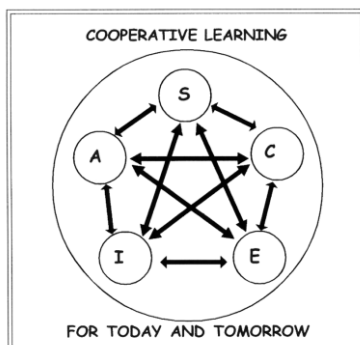 COOPERATIVE LEARNING
S
A
C
I
E
FOR TODAY AND TOMORROW